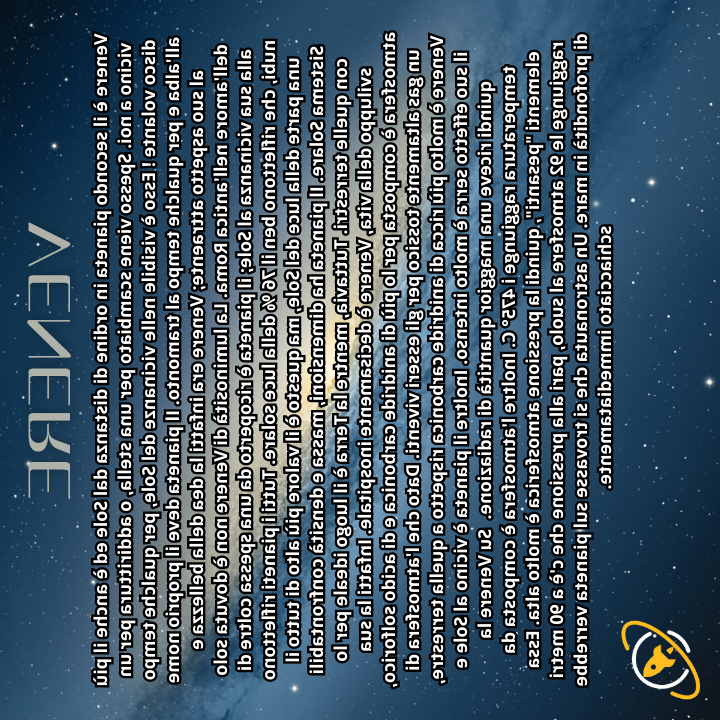 VENERE
Venere è il secondo pianeta in ordine di distanza dal Sole ed è anche il più
vicino a noi. Spesso viene scambiato per una stella, o addirittura per un
disco volante! Esso è visibile nelle vicinanze del Sole, per qualche tempo
all'alba e per qualche tempo al tramonto. Il pianeta deve il proprio nome
al suo aspetto attraente; Venere era infatti la dea della bellezza e
dell'amore nell'antica Roma. La luminosità di Venere non è dovuta solo
alla sua vicinanza al Sole; il pianeta è ricoperto da una spessa coltre di
nubi, che riflettono ben il 76% della luce solare. Tutti i pianeti riflettono
una parte della luce del Sole, ma questo è il valore più alto di tutto il
Sistema Solare. Il pianeta ha dimensioni, massa e densità confrontabili
con quelle terrestri. Tuttavia, mentre la Terra è il luogo ideale per lo
sviluppo della vita, Venere è decisamente inospitale. Infatti la sua
atmosfera è composta per lo più di anidride carbonica e di acido solforico,
un gas altamente tossico per gli esseri viventi. Dato che l'atmosfera di
Venere è molto più ricca di anidride carbonica rispetto a quella terrestre,
il suo effetto serra è molto intenso. Inoltre il pianeta è vicino al Sole e
quindi riceve una maggior quantità di radiazione. Su Venere la
temperatura raggiunge i 475°C. Inoltre l'atmosfera è composta da
elementi "pesanti", quindi la pressione atmosferica è molto alta. Essa
raggiunge le 92 atmosfere al suolo, pari alla pressione che c'è a 90 metri
di profondità in mare. Un astronauta che si trovasse sul pianeta verrebbe
schiacciato immediatamente.